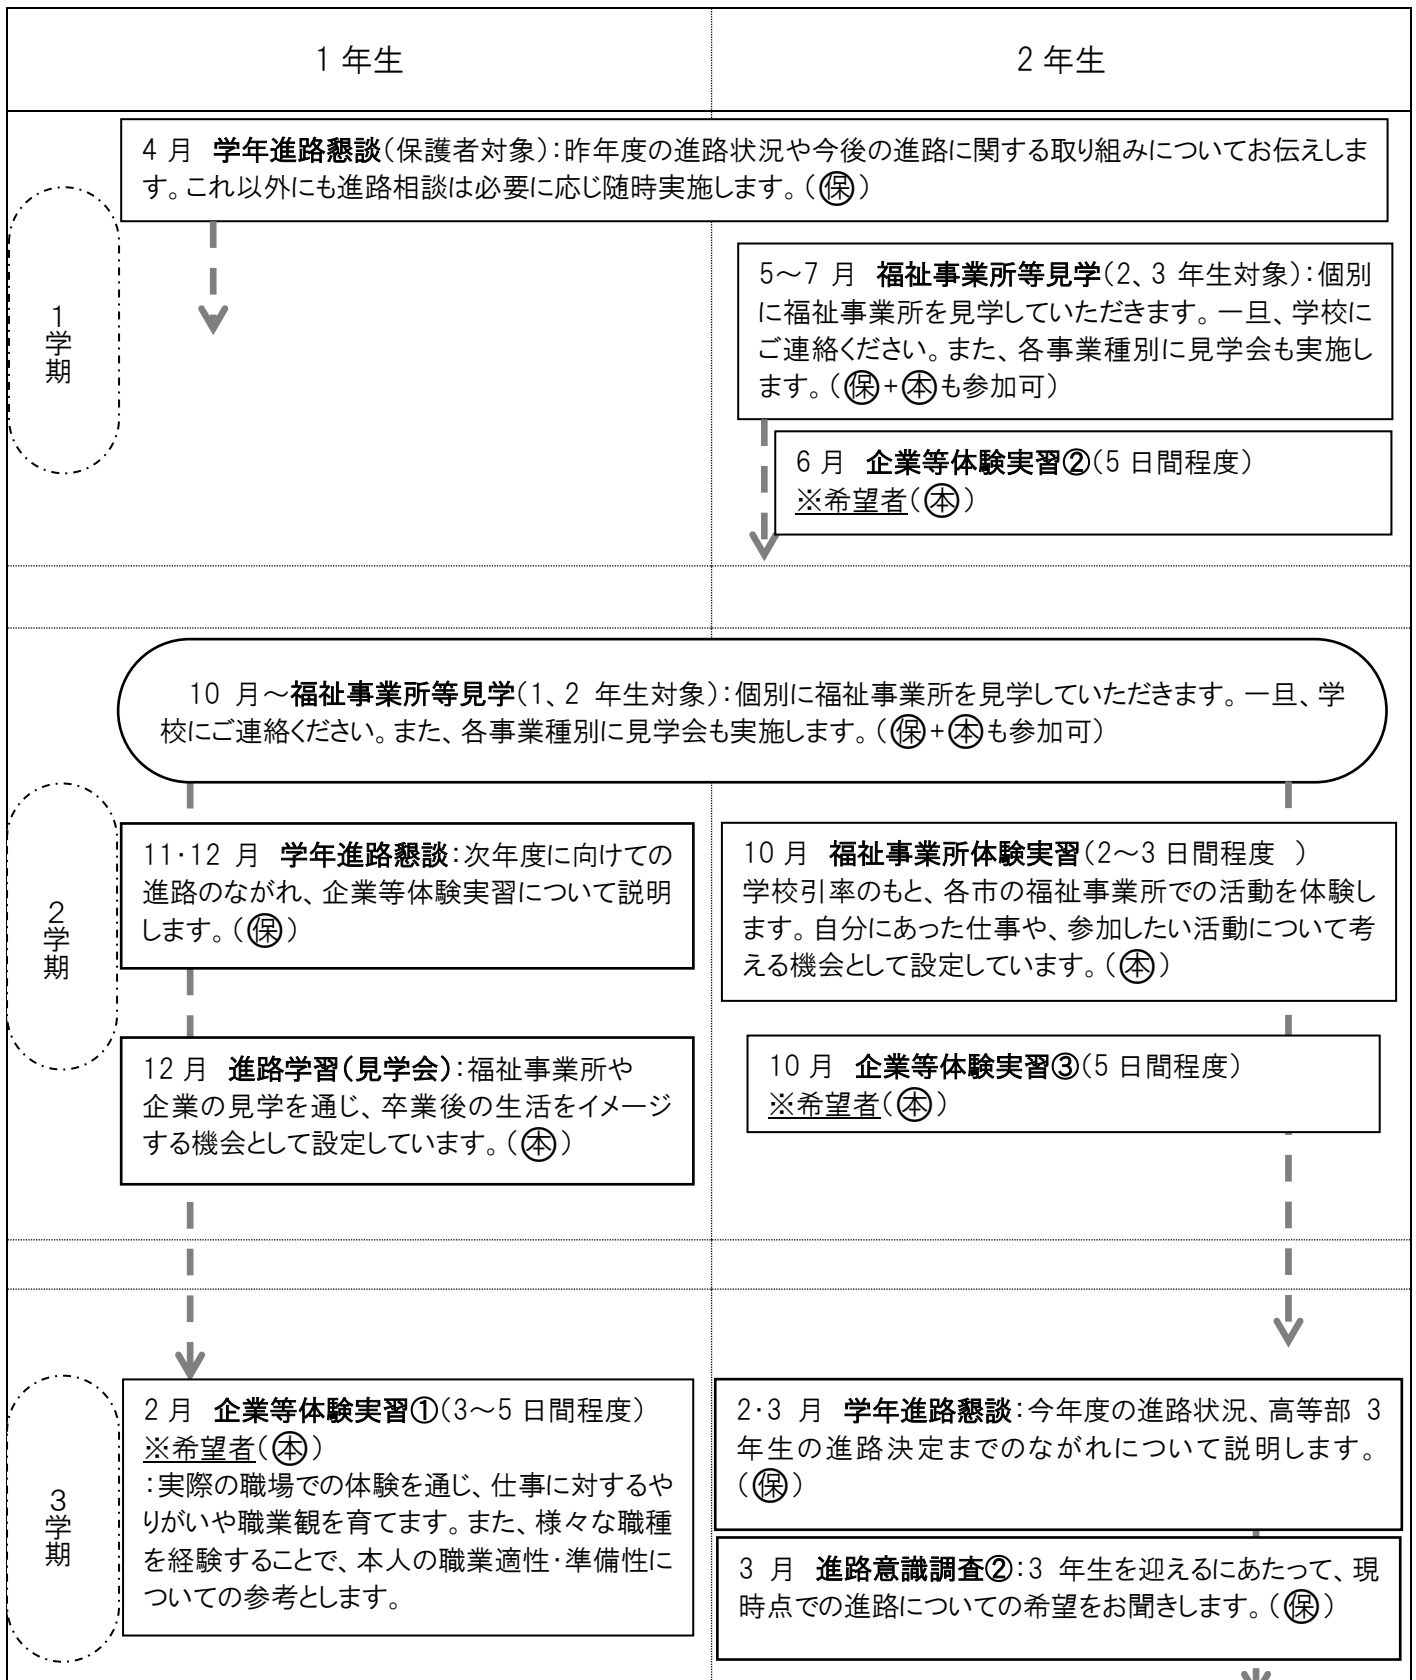 1 年生
2 年生
4 月 学年進路懇談（保護者対象）：昨年度の進路状況や今後の進路に関する取り組みについてお伝えしま
す。これ以外にも進路相談は必要に応じ随時実施します。（㊩）
1学期
5～7 月 福祉事業所等見学（2、3 年生対象）：個別
に福祉事業所を見学していただきます。一旦、学校に
ご連絡ください。また、各事業種別に見学会も実施し
ます。（保+本も参加可）
6 月 企業等体験実習②（5 日間程度）
※希望者（本）
10 月～福祉事業所等見学（1、2 年生対象）：個別に福祉事業所を見学していただきます。一旦、学
校にご連絡ください。また、各事業種別に見学会も実施します。（保+本も参加可）
2学期
11・12 月 学年進路懇談：次年度に向けての
進路のながれ、企業等体験実習について説明
します。（保）
10 月 福祉事業所体験実習（2～3 日間程度 ）
学校引率のもと、各市の福祉事業所での活動を体験し
ます。自分にあった仕事や、参加したい活動について考
える機会として設定しています。（本）
12 月 進路学習（見学会）：福祉事業所や
企業の見学を通じ、卒業後の生活をイメージ
する機会として設定しています。（本）
10 月 企業等体験実習③（5 日間程度）
※希望者（本）
3学期
2 月 企業等体験実習①（3～5 日間程度）
※希望者（本）
：実際の職場での体験を通じ、仕事に対するや
りがいや職業観を育てます。また、様々な職種
を経験することで、本人の職業適性・準備性に
ついての参考とします。
2・3 月 学年進路懇談：今年度の進路状況、高等部 3
年生の進路決定までのながれについて説明します。
（保）
3 月 進路意識調査②：3 年生を迎えるにあたって、現
時点での進路についての希望をお聞きします。（保）